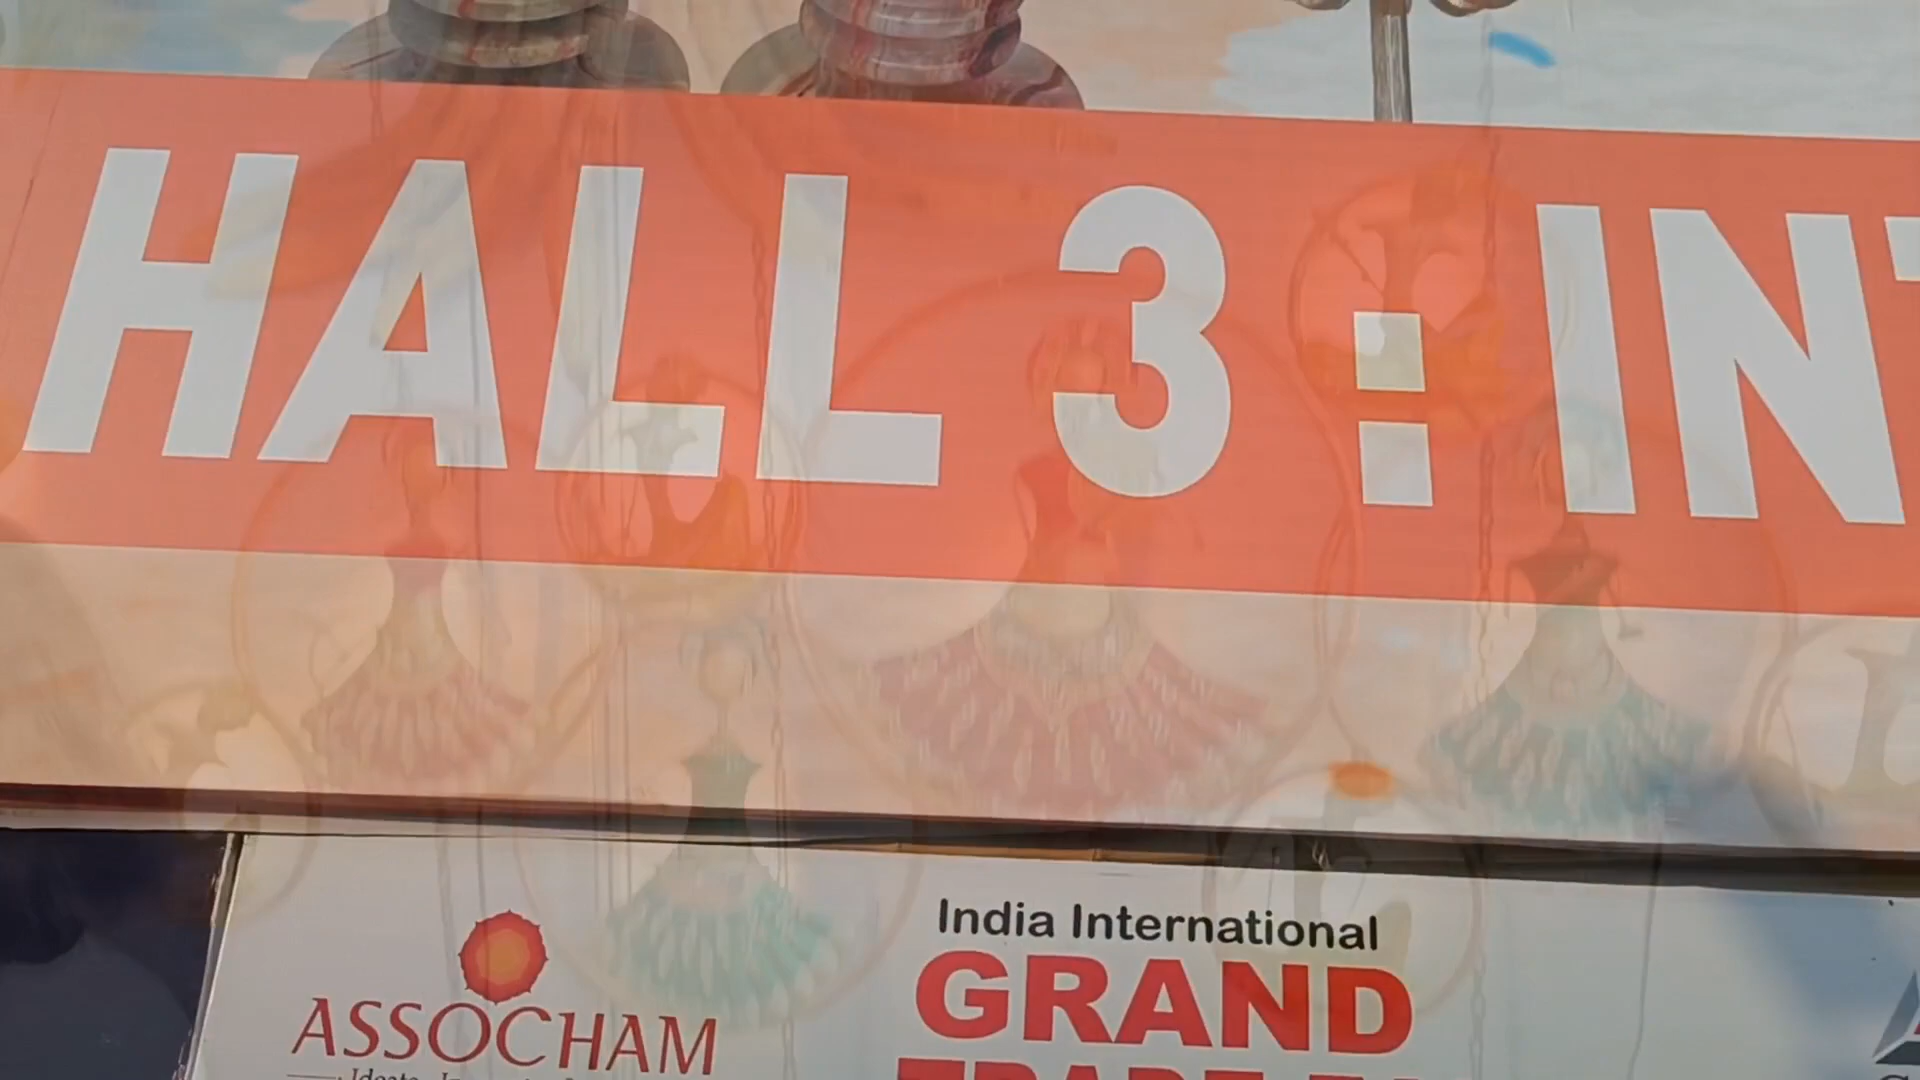 HALL 3 : IN
India International
GRAND
ASSOCHAM